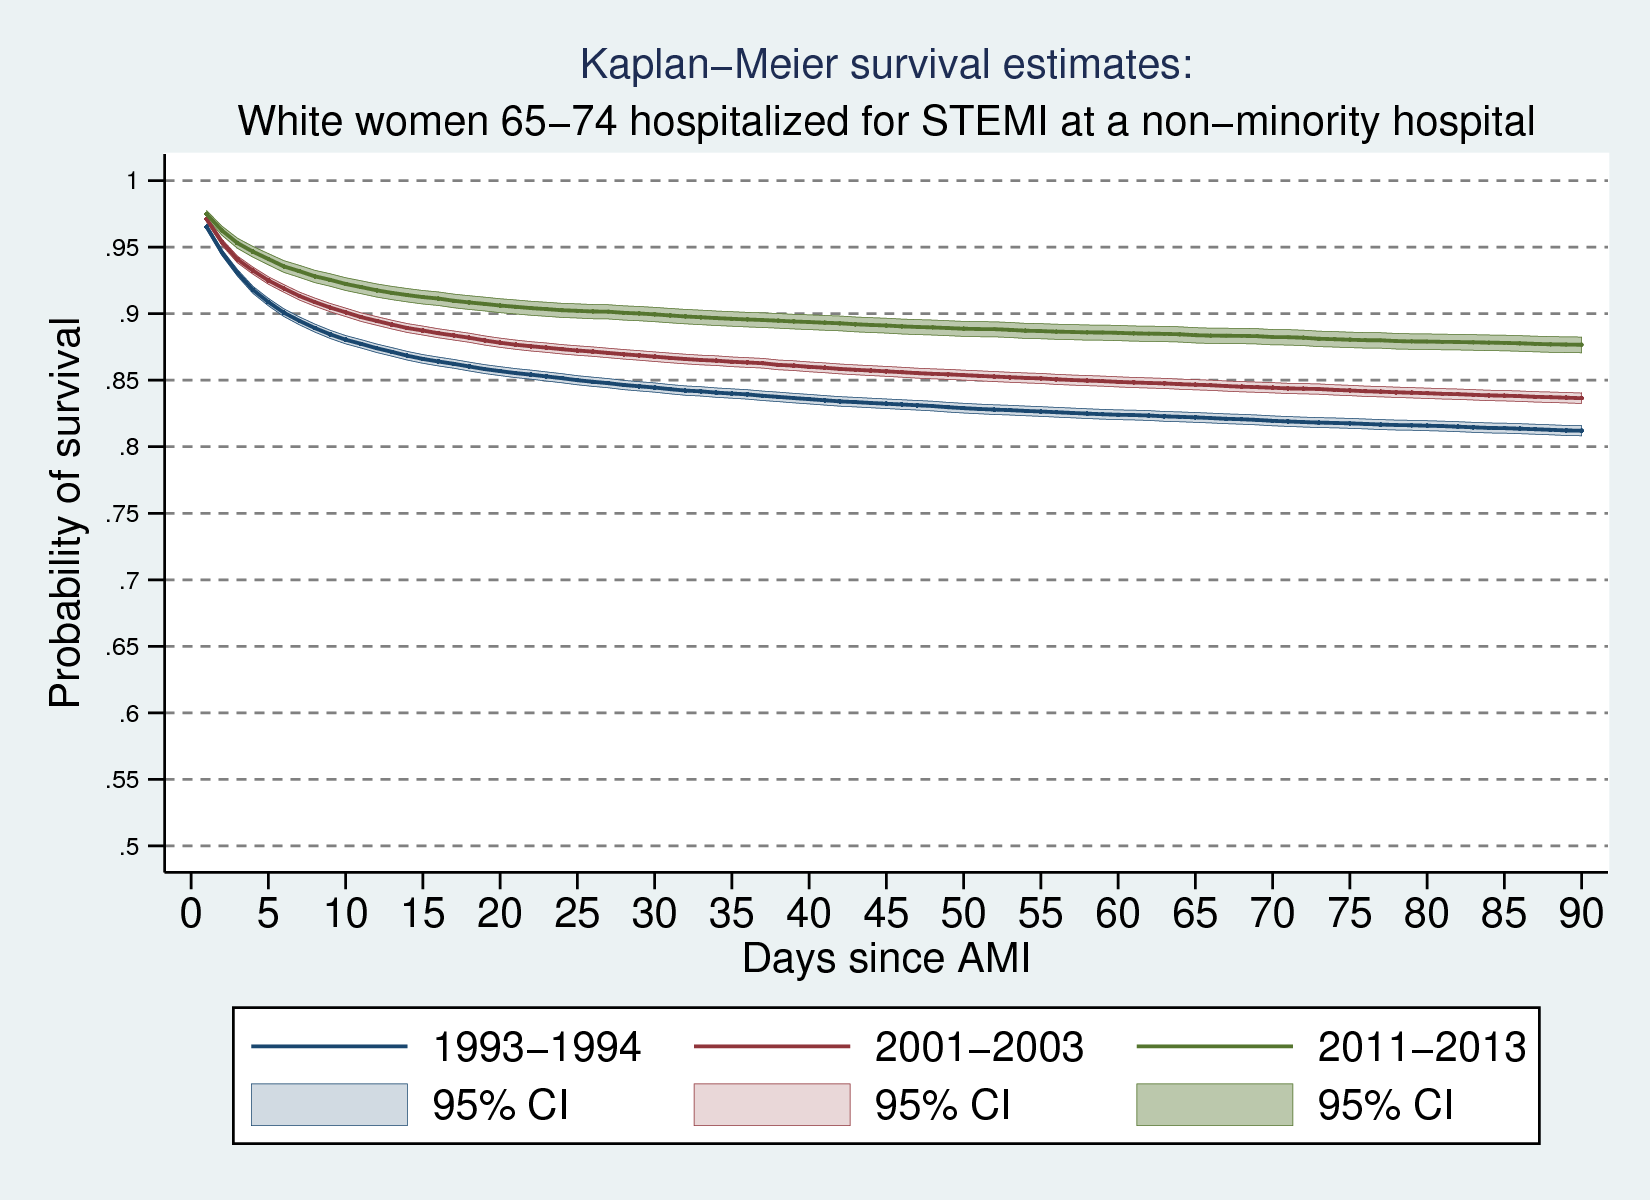 Kaplan−Meier survival estimates:
White women 65−74 hospitalized for STEMI at a non−minority hospital
Probability of survival
1
.95
.9
.85
.8
.75
.7
.65
.6
.55
.5
0 5 10 15 20 25 30 35 40 45 50 55 60 65 70 75 80 85 90
Days since AMI
1993−1994 2001−2003 2011−2013
95% CI 95% CI 95% CI